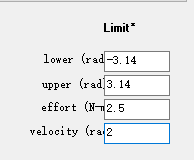 Limit*
lower (rad -3.14
upper (rad 3.14
effort (N-m 2.5
velocity (ra 2